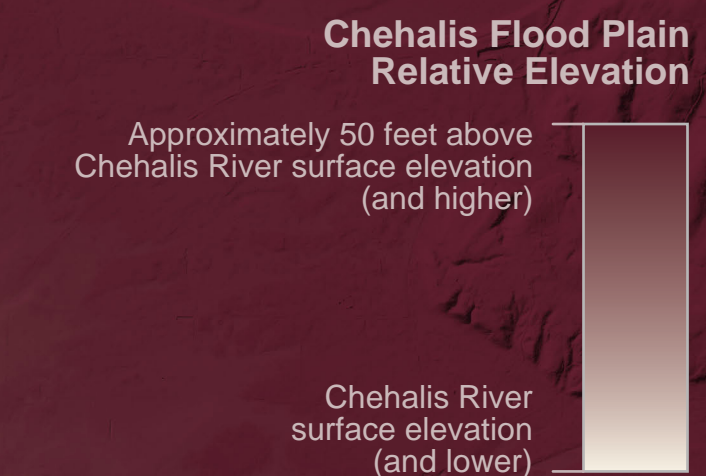 Chehalis Flood Plain
Relative Elevation
Approximately 50 feet above
Chehalis River surface elevation
(and higher)
Chehalis River
surface elevation
(and lower)